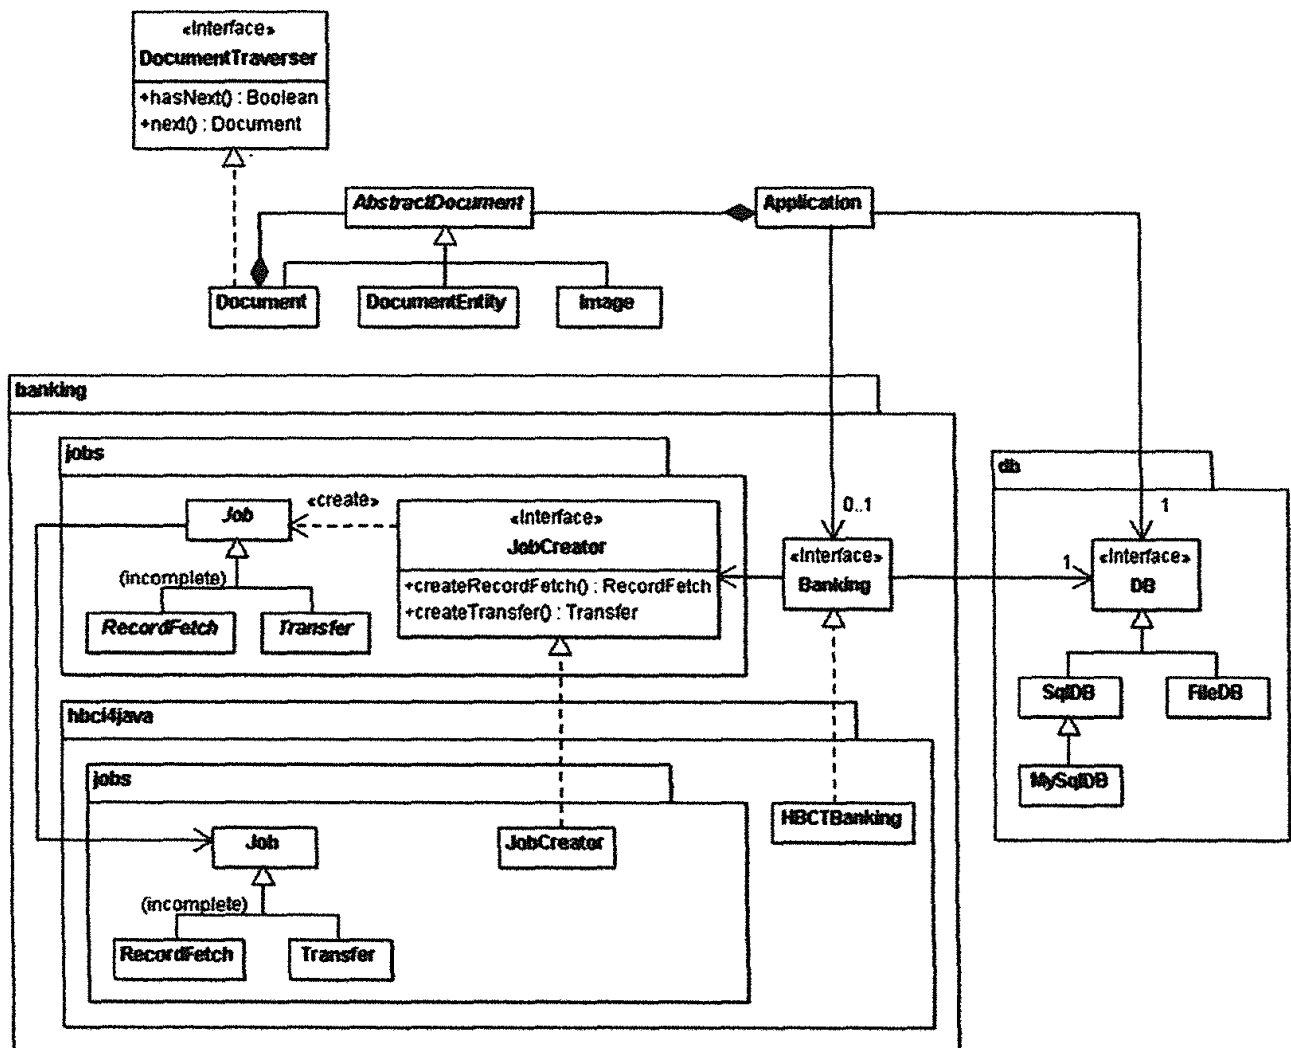 «Interface»
DocumentTraverser
+hasNext() : Boolean
+next() : Document
AbstractDocument
Application
Document
DocumentEntity
Image
banking
jobs
Job
«create»
«Interface»
JobCreator
+createRecordFetch() : RecordFetch
+createTransfer() : Transfer
(incomplete)
RecordFetch
Transfer
0..1
«Interface»
Banking
db
1
1
«Interface»
DB
SqlDB
FileDB
MySqlDB
hbci4java
jobs
Job
JobCreator
HBCTBanking
(incomplete)
RecordFetch
Transfer